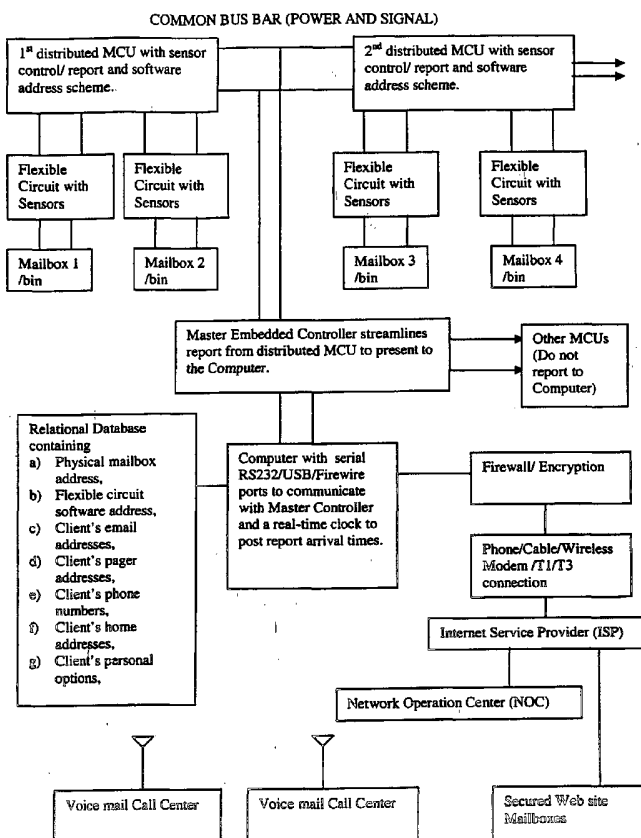 COMMON BUS BAR (POWER AND SIGNAL)
1st distributed MCU with sensor
control/ report and software
address scheme.
2nd distributed MCU with sensor
control/ report and software
address scheme.
Flexible
Circuit with
Sensors
Flexible
Circuit with
Sensors
Flexible
Circuit with
Sensors
Flexible
Circuit with
Sensors
Mailbox 1
/bin
Mailbox 2
/bin
Mailbox 3
/bin
Mailbox 4
/bin
Master Embedded Controller streamlines
report from distributed MCU to present to
the Computer.
Other MCUs
(Do not
report to
Computer)
Relational Database
containing
a) Physical mailbox
address,
b) Flexible circuit
software address,
c) Client's email
addresses,
d) Client's pager
addresses,
e) Client's phone
numbers,
f) Client's home
addresses,
g) Client's personal
options,
Computer with serial
RS232/USB/Firewire
ports to communicate
with Master Controller
and a real-time clock to
post report arrival times.
Firewall/ Encryption
Phone/Cable/Wireless
Modem /T1/T3
connection
Internet Service Provider (ISP)
Network Operation Center (NOC)
Voice mail Call Center
Voice mail Call Center
Secured Web site
Mailboxes